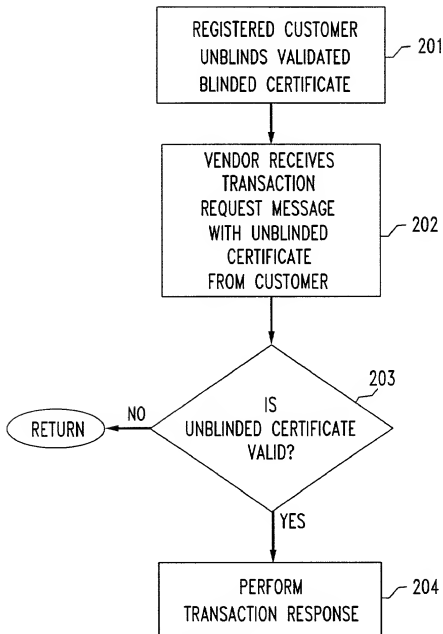 REGISTERED CUSTOMER
UNBLINDS VALIDATED
BLINDED CERTIFICATE
201
VENDOR RECEIVES
TRANSACTION
REQUEST MESSAGE
WITH UNBLINDED
CERTIFICATE
FROM CUSTOMER
202
203
IS
UNBLINDED CERTIFICATE
VALID?
NO
RETURN
YES
PERFORM
TRANSACTION RESPONSE
204